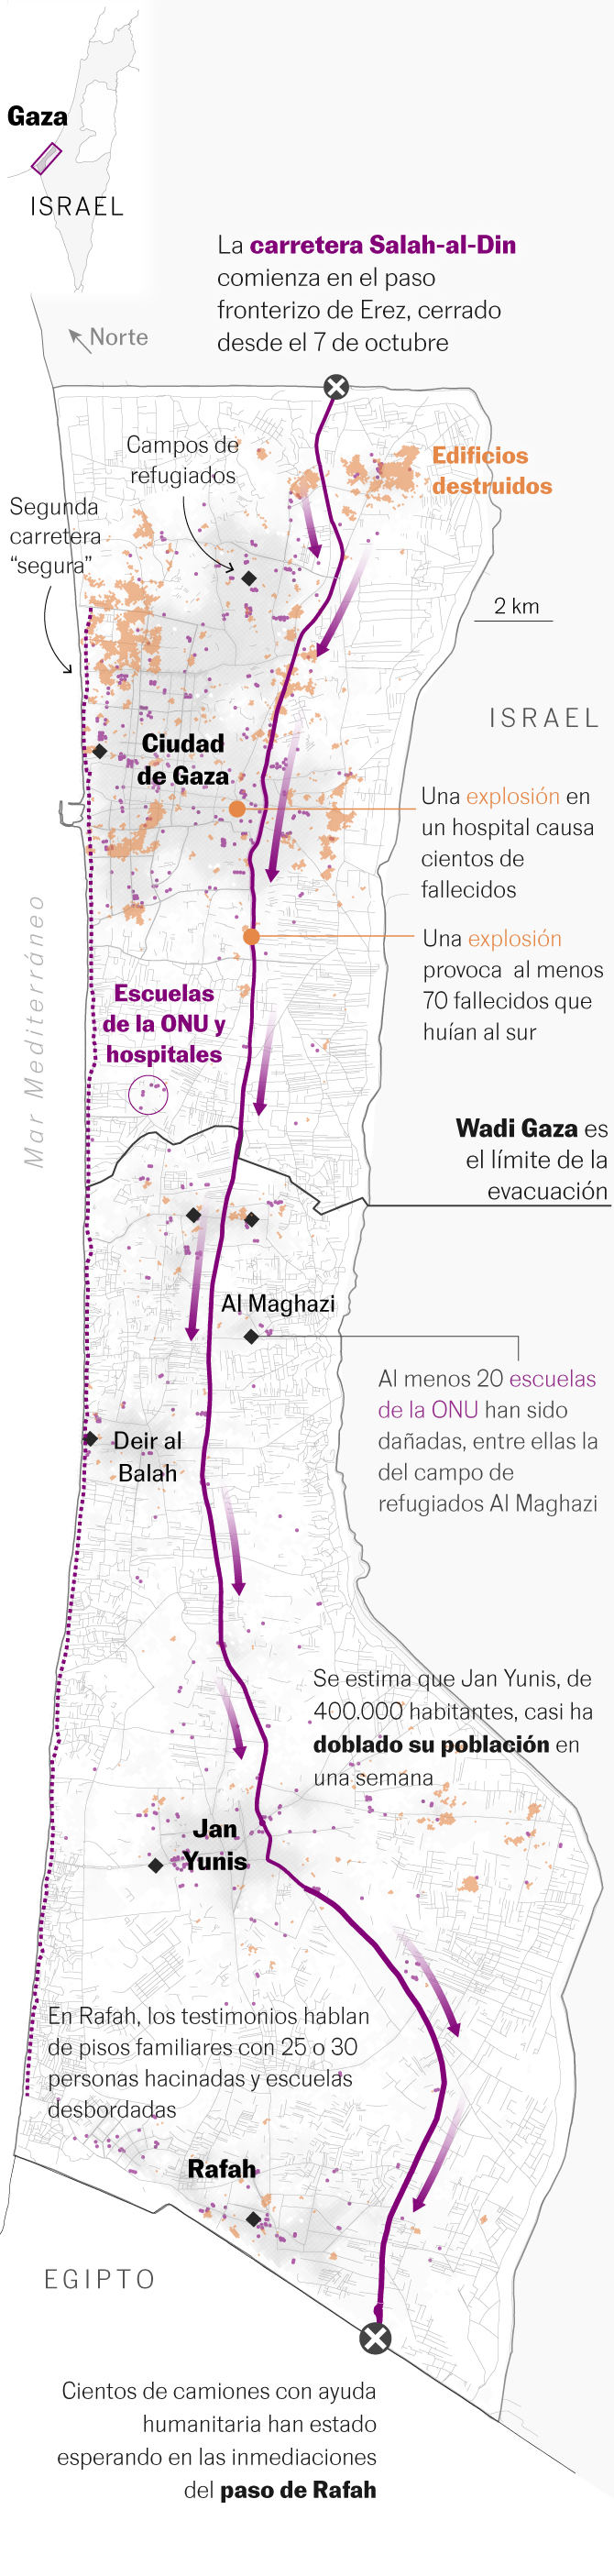 Gaza
ISRAEL
La carretera Salah-al-Din
comienza en el paso
fronterizo de Erez, cerrado
desde el 7 de octubre
Norte
Campos de
refugiados
Edificios
destruidos
Segunda
carretera
“segura”
2 km
ISRAEL
Ciudad
de Gaza
Una explosión en
un hospital causa
cientos de
fallecidos
Una explosión
provoca al menos
70 fallecidos que
huían al sur
Mar Mediterráneo
Escuelas
de la ONU y
hospitales
Wadi Gaza es
el límite de la
evacuación
Al Maghazi
Al menos 20 escuelas
de la ONU han sido
dañadas, entre ellas la
del campo de
refugiados Al Maghazi
Deir al
Balah
Se estima que Jan Yunis, de
400.000 habitantes, casi ha
doblado su población en
una semana
Jan
Yunis
En Rafah, los testimonios hablan
de pisos familiares con 25 o 30
personas hacinadas y escuelas
desbordadas
Rafah
EGIPTO
Cientos de camiones con ayuda
humanitaria han estado
esperando en las inmediaciones
del paso de Rafah